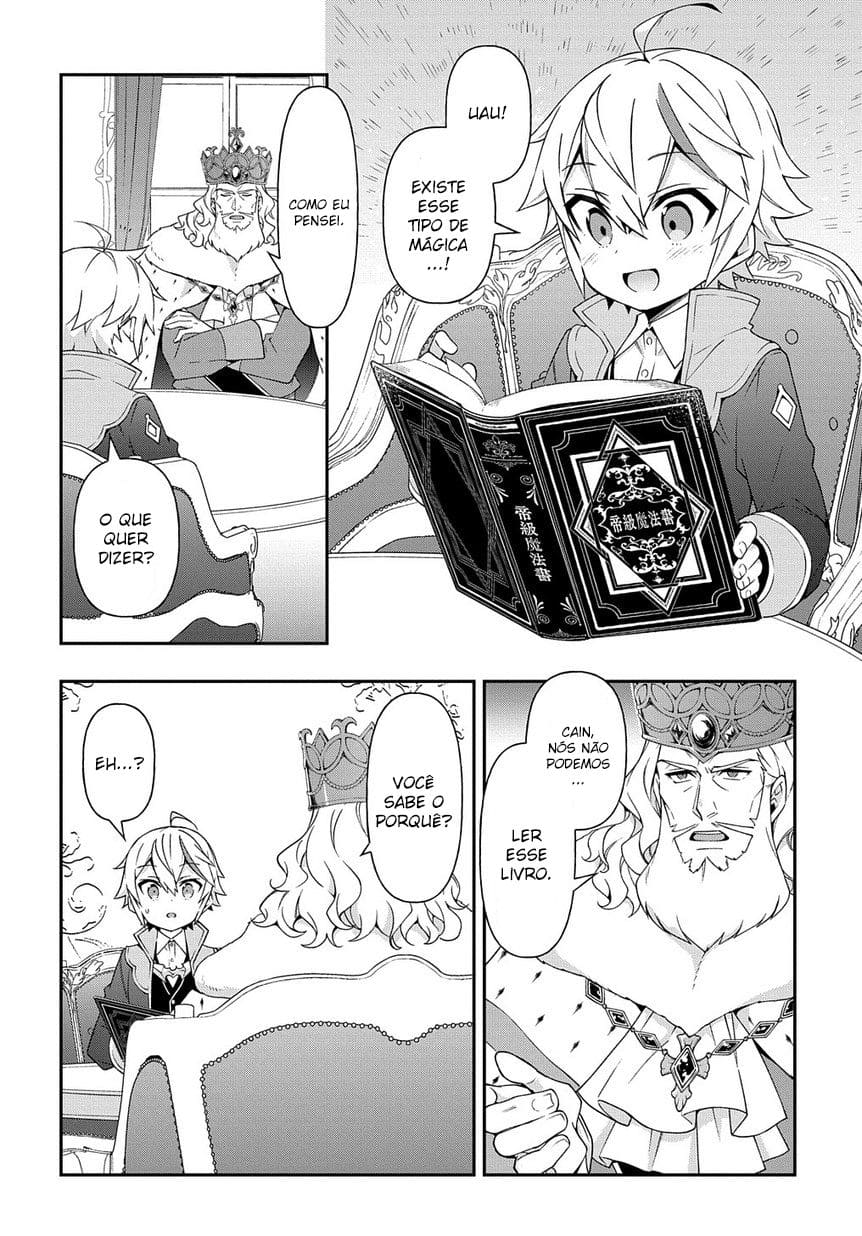 UAU!
EXISTE
ESSE
TIPO DE
MÁGICA
...!
帝級魔法書
帝級魔法書
COMO EU
PENSEI.
O QUE
QUER
DIZER?
CAIN,
NÓS NÃO
PODEMOS
...
LER
ESSE
LIVRO.
VOCÊ
SABE O
PORQUÊ?
EH...?